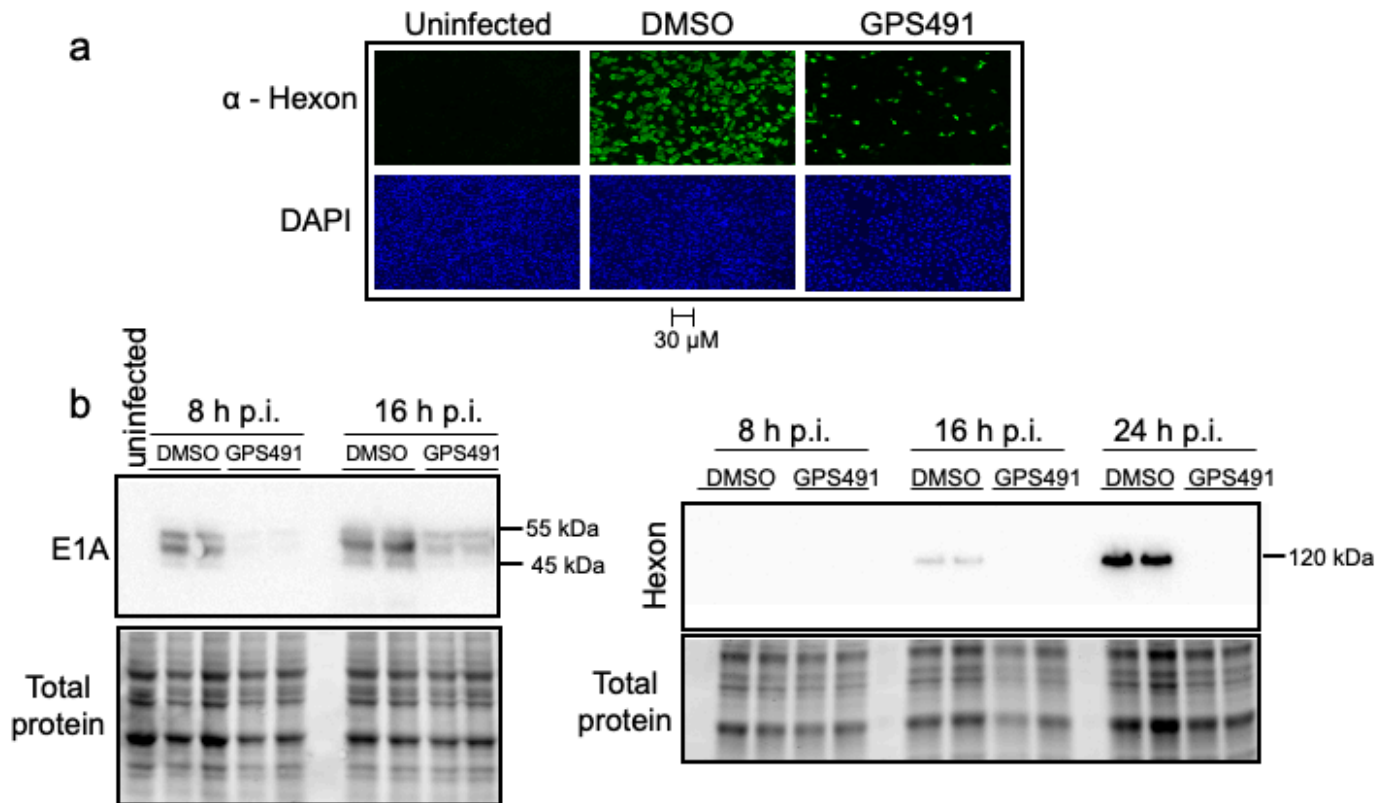 a
Uninfected DMSO GPS491
α - Hexon
DAPI
30 µM
b
uninfected
8 h p.i. 16 h p.i.
DMSO GPS491 DMSO GPS491
E1A
55 kDa
45 kDa
Total
protein
8 h p.i. 16 h p.i. 24 h p.i.
DMSO GPS491 DMSO GPS491 DMSO GPS491
Hexon
120 kDa
Total
protein